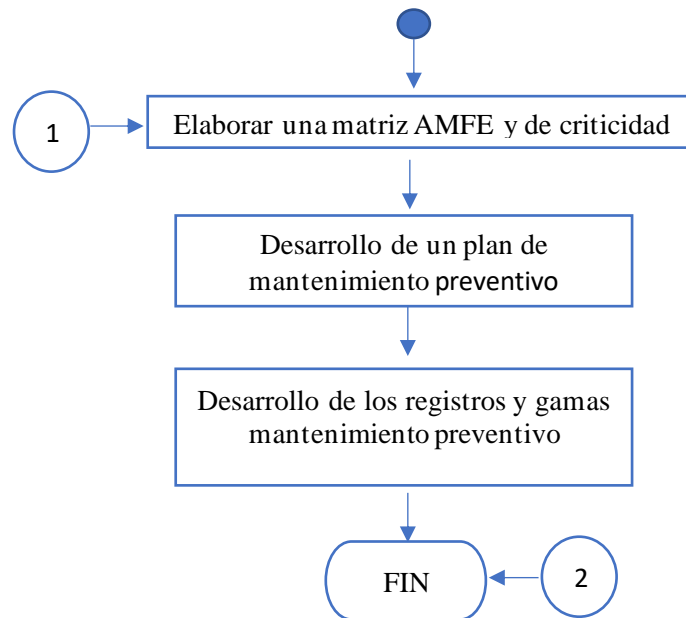 1
Elaborar una matriz AMFE y de criticidad
Desarrollo de un plan de
mantenimiento preventivo
Desarrollo de los registros y gamas
mantenimiento preventivo
FIN
2